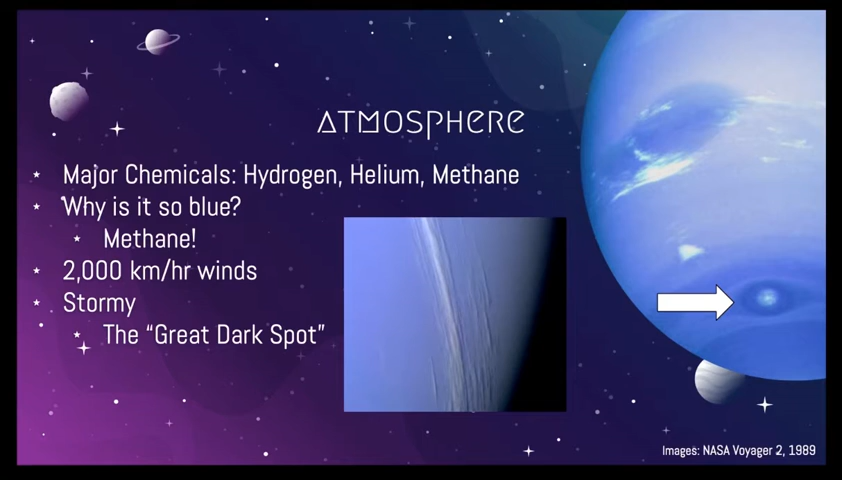 ATMOSPHERE
Major Chemicals: Hydrogen, Helium, Methane
Why is it so blue?
Methane!
2,000 km/hr winds
Stormy
The “Great Dark Spot”
Images: NASA Voyager 2, 1989